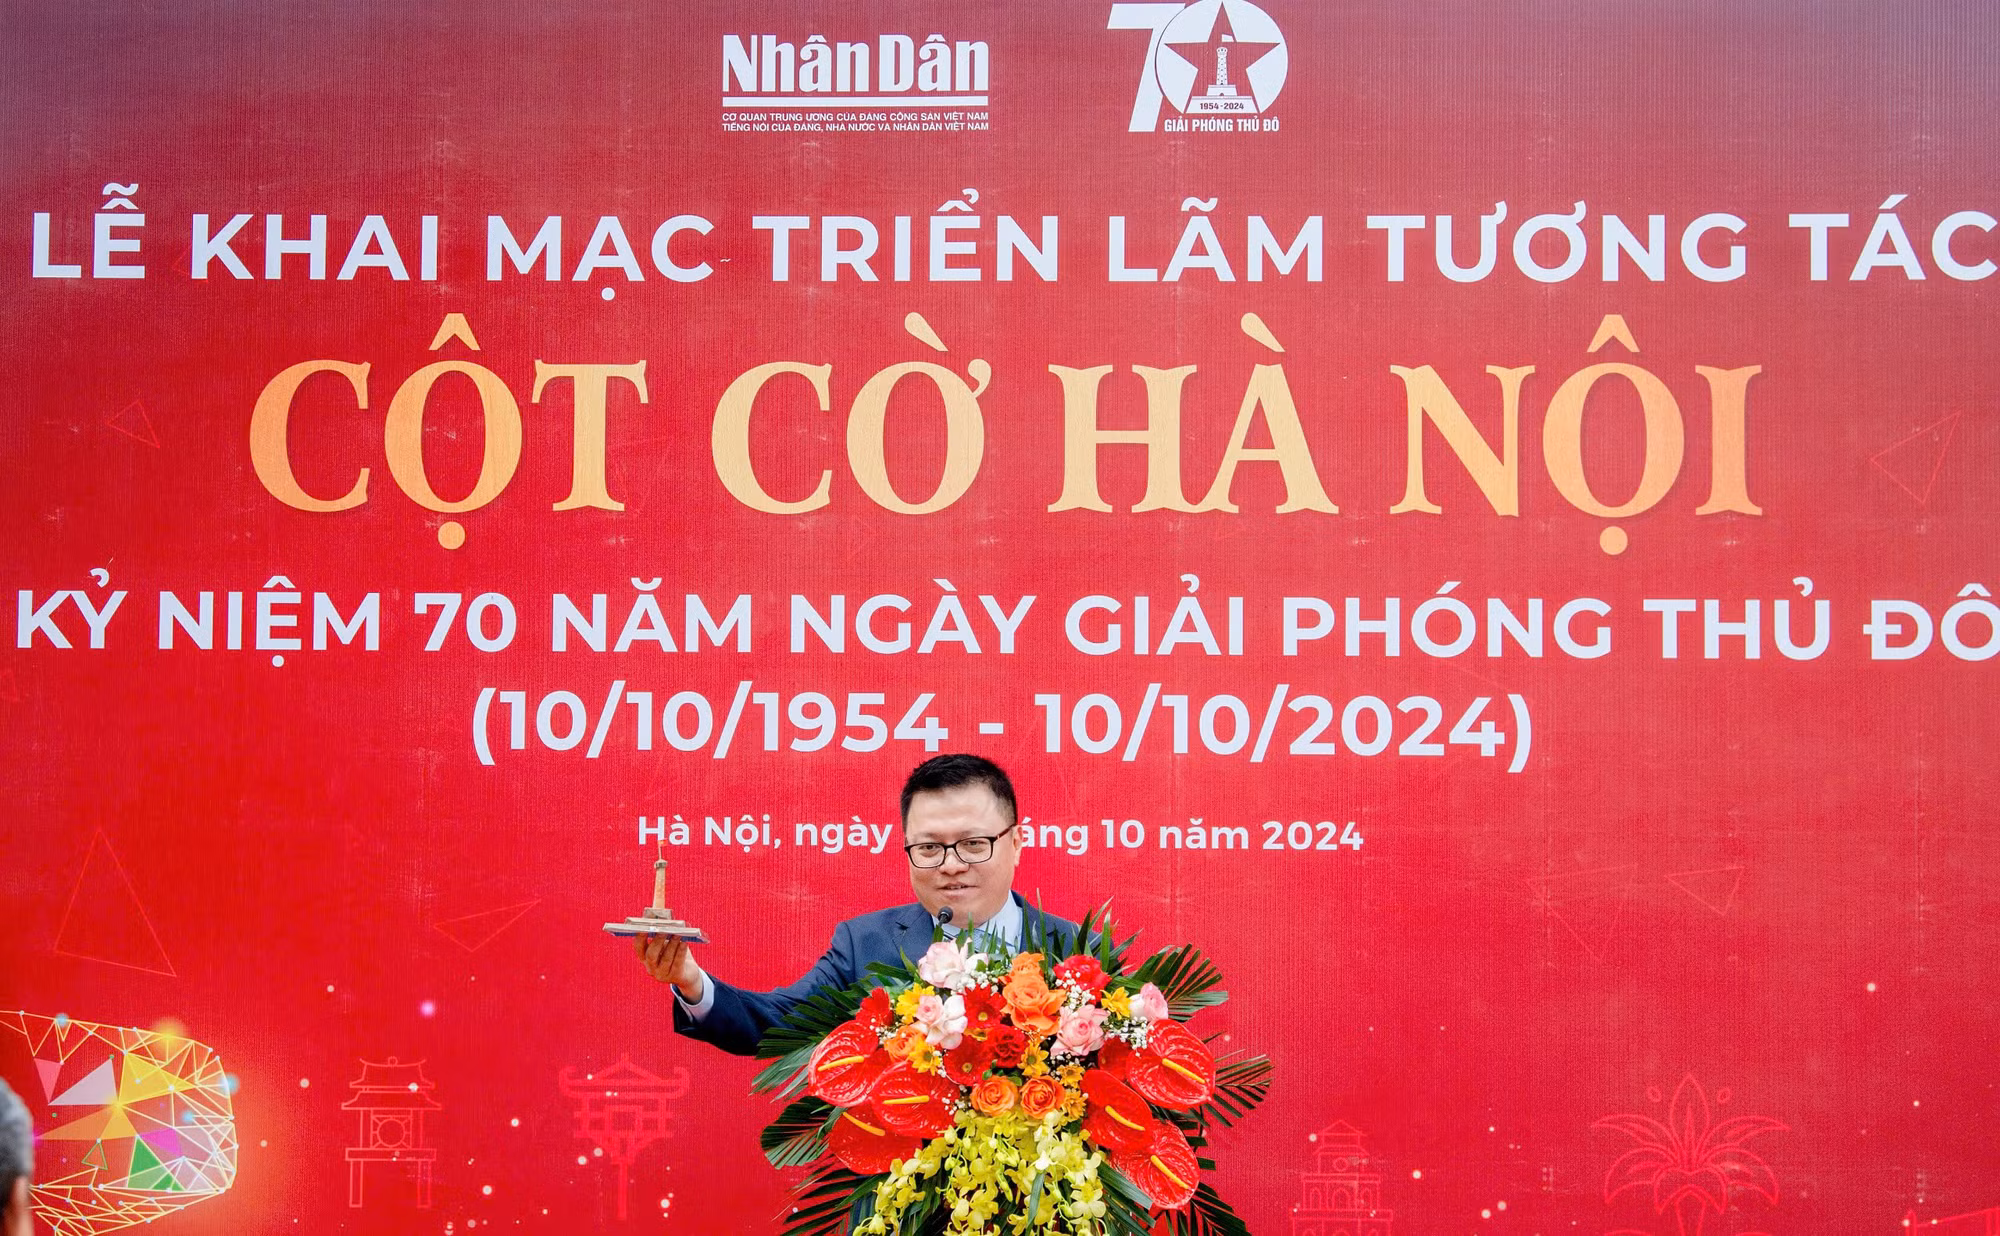 Nhân Dân
CƠ QUAN TRUNG ƯƠNG CỦA ĐẢNG CỘNG SẢN VIỆT NAM
TIẾNG NÓI CỦA ĐẢNG, NHÀ NƯỚC VÀ NHÂN DÂN VIỆT NAM
70
1954-2024
GIẢI PHÓNG THỦ ĐÔ
LỄ KHAI MẠC TRIỂN LÃM TƯƠNG TÁC
CỘT CỜ HÀ NỘI
KỶ NIỆM 70 NĂM NGÀY GIẢI PHÓNG THỦ ĐÔ
(10/10/1954 - 10/10/2024)
Hà Nội, ngày áng 10 năm 2024